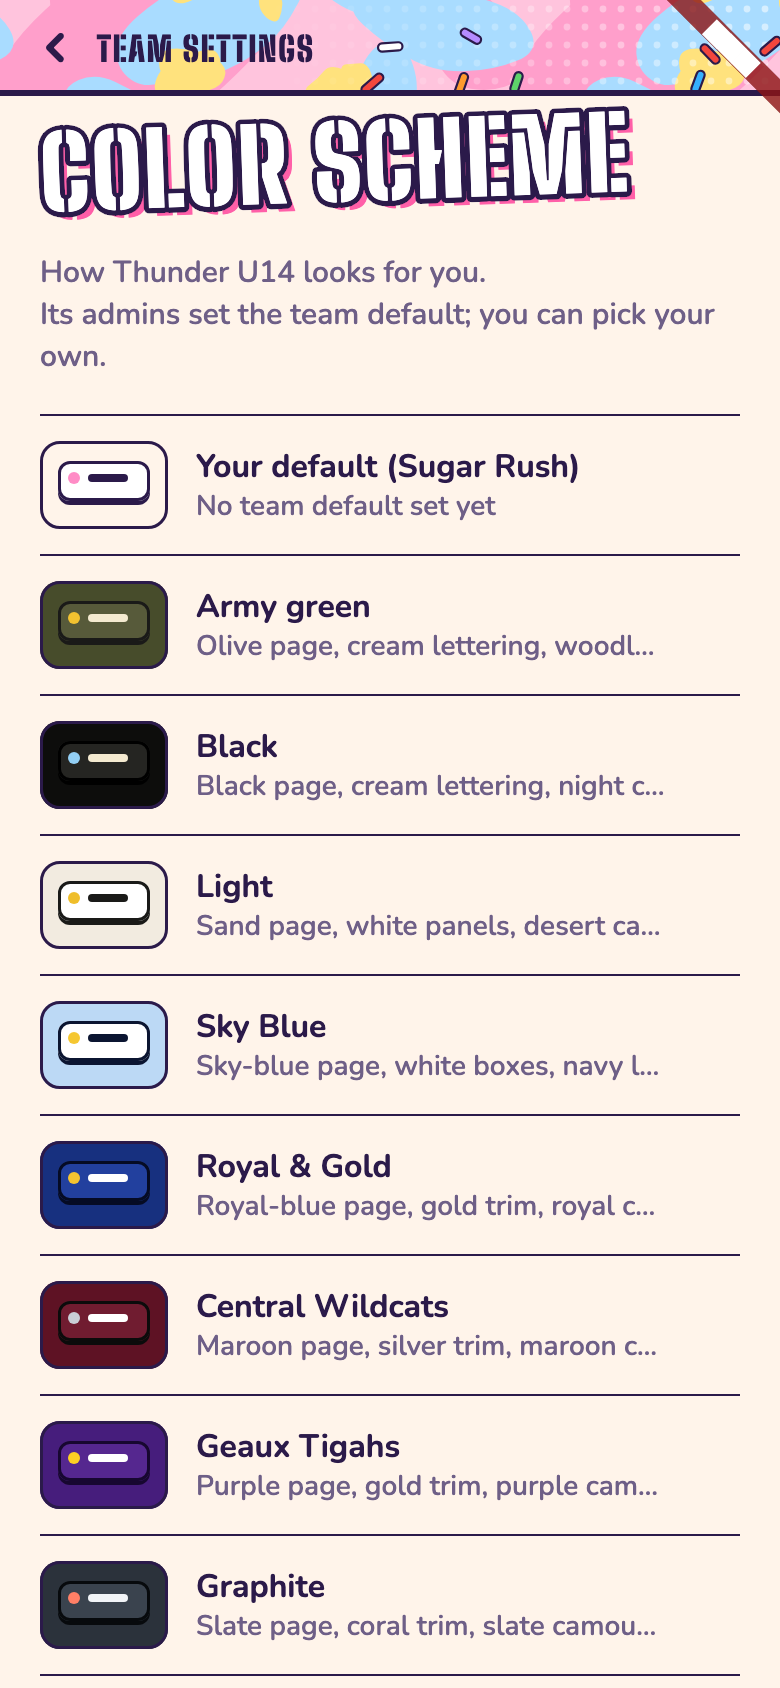 TEAM SETTINGS
COLOR SCHEME
How Thunder U14 looks for you.
Its admins set the team default; you can pick your
own.
Your default (Sugar Rush)
No team default set yet
Army green
Olive page, cream lettering, woodl...
Black
Black page, cream lettering, night c...
Light
Sand page, white panels, desert ca...
Sky Blue
Sky-blue page, white boxes, navy l...
Royal & Gold
Royal-blue page, gold trim, royal c...
Central Wildcats
Maroon page, silver trim, maroon c...
Geaux Tigahs
Purple page, gold trim, purple cam...
Graphite
Slate page, coral trim, slate camou...